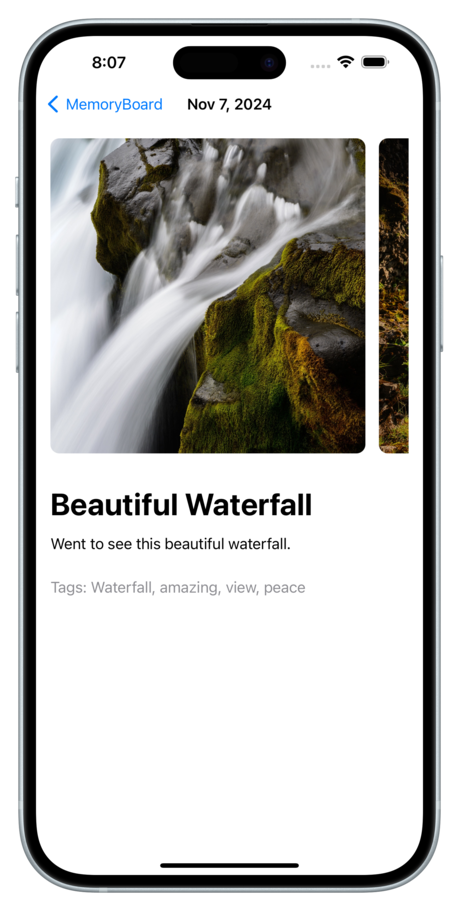 8:07
MemoryBoard Nov 7, 2024
Beautiful Waterfall
Went to see this beautiful waterfall.
Tags: Waterfall, amazing, view, peace